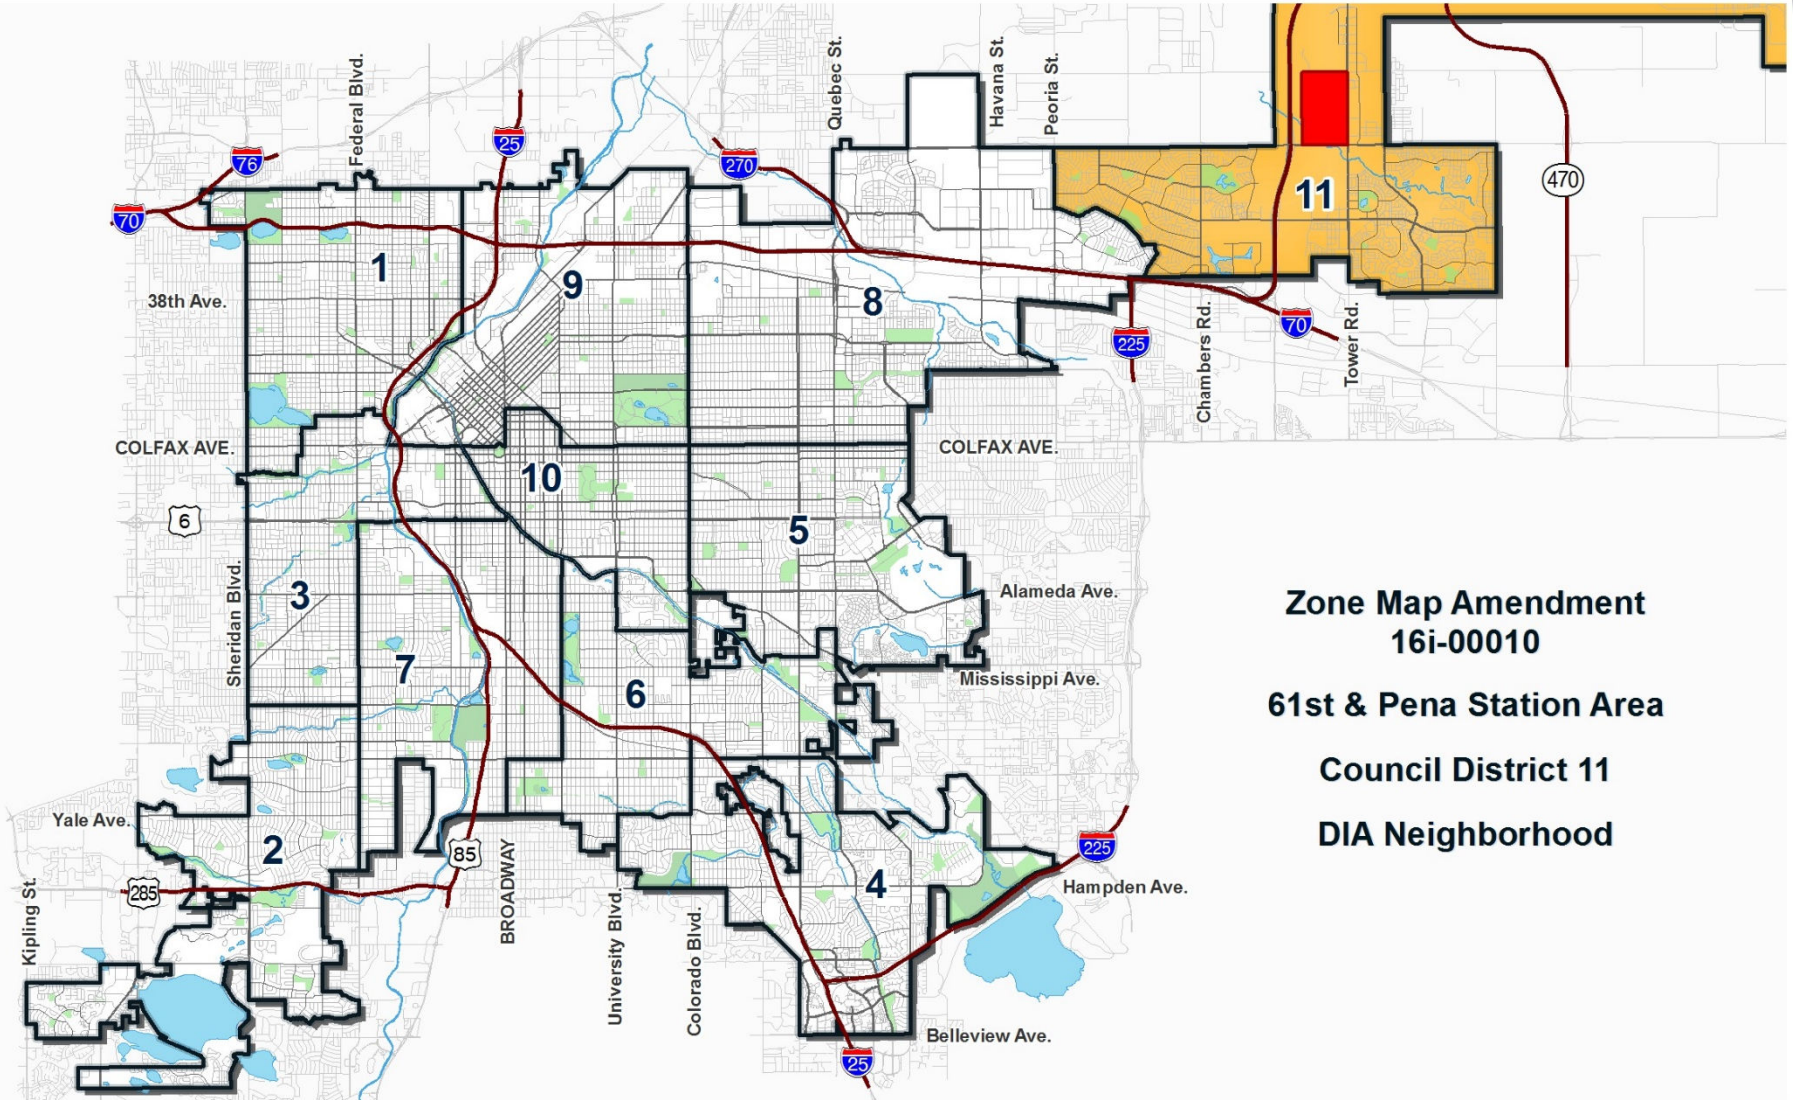 Federal Blvd.
Quebec St.
Havana St.
Peoria St.
76
25
270
70
470
11
1
9
8
38th Ave.
225
Chambers Rd.
70
Tower Rd.
COLFAX AVE.
COLFAX AVE.
10
6
5
Sheridan Blvd.
3
Alameda Ave.
7
6
Mississippi Ave.
Zone Map Amendment
16i-00010
61st & Pena Station Area
Council District 11
DIA Neighborhood
Yale Ave.
2
85
BROADWAY
225
285
4
Hampden Ave.
Kipling St.
University Blvd.
Colorado Blvd.
Belleview Ave.
25